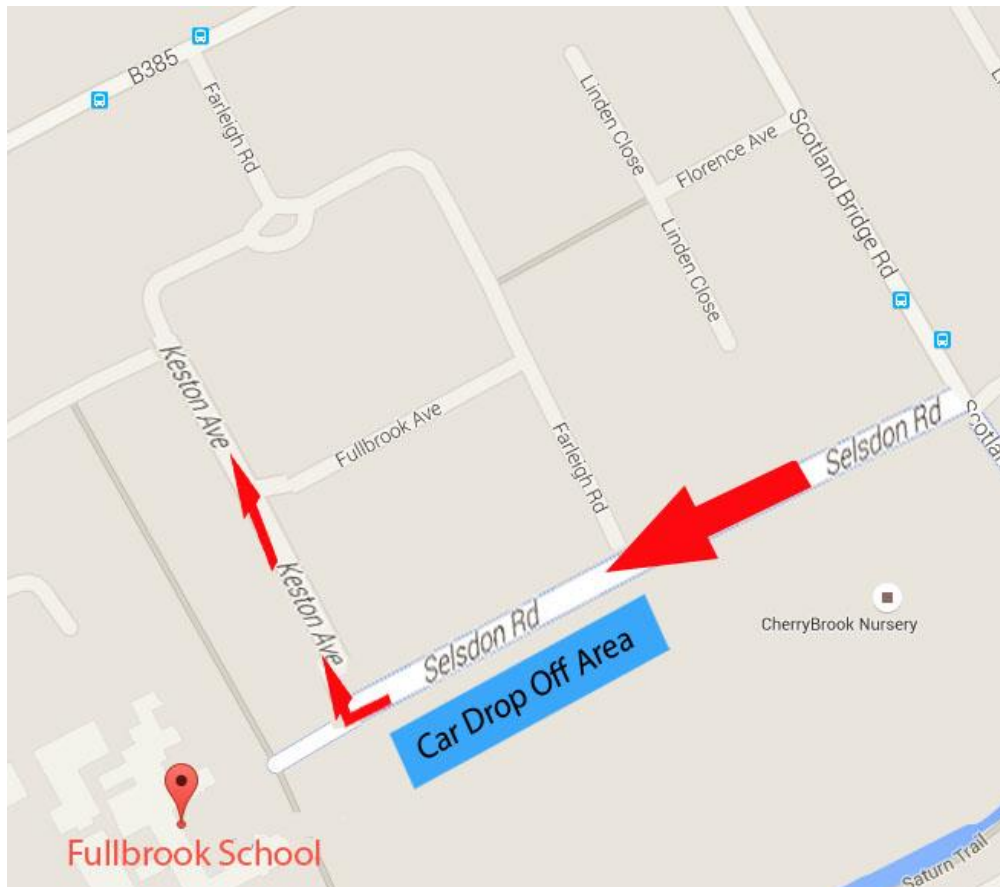 B385
Farleigh Rd
Linden Close
Florence Ave
Scotland Bridge Rd
Linden Close
Keston Ave
Fullbrook Ave
Farleigh Rd
Selsdon Rd
Keston Ave
Selsdon Rd
Car Drop Off Area
CherryBrook Nursery
Fullbrook School
Saturn Trail